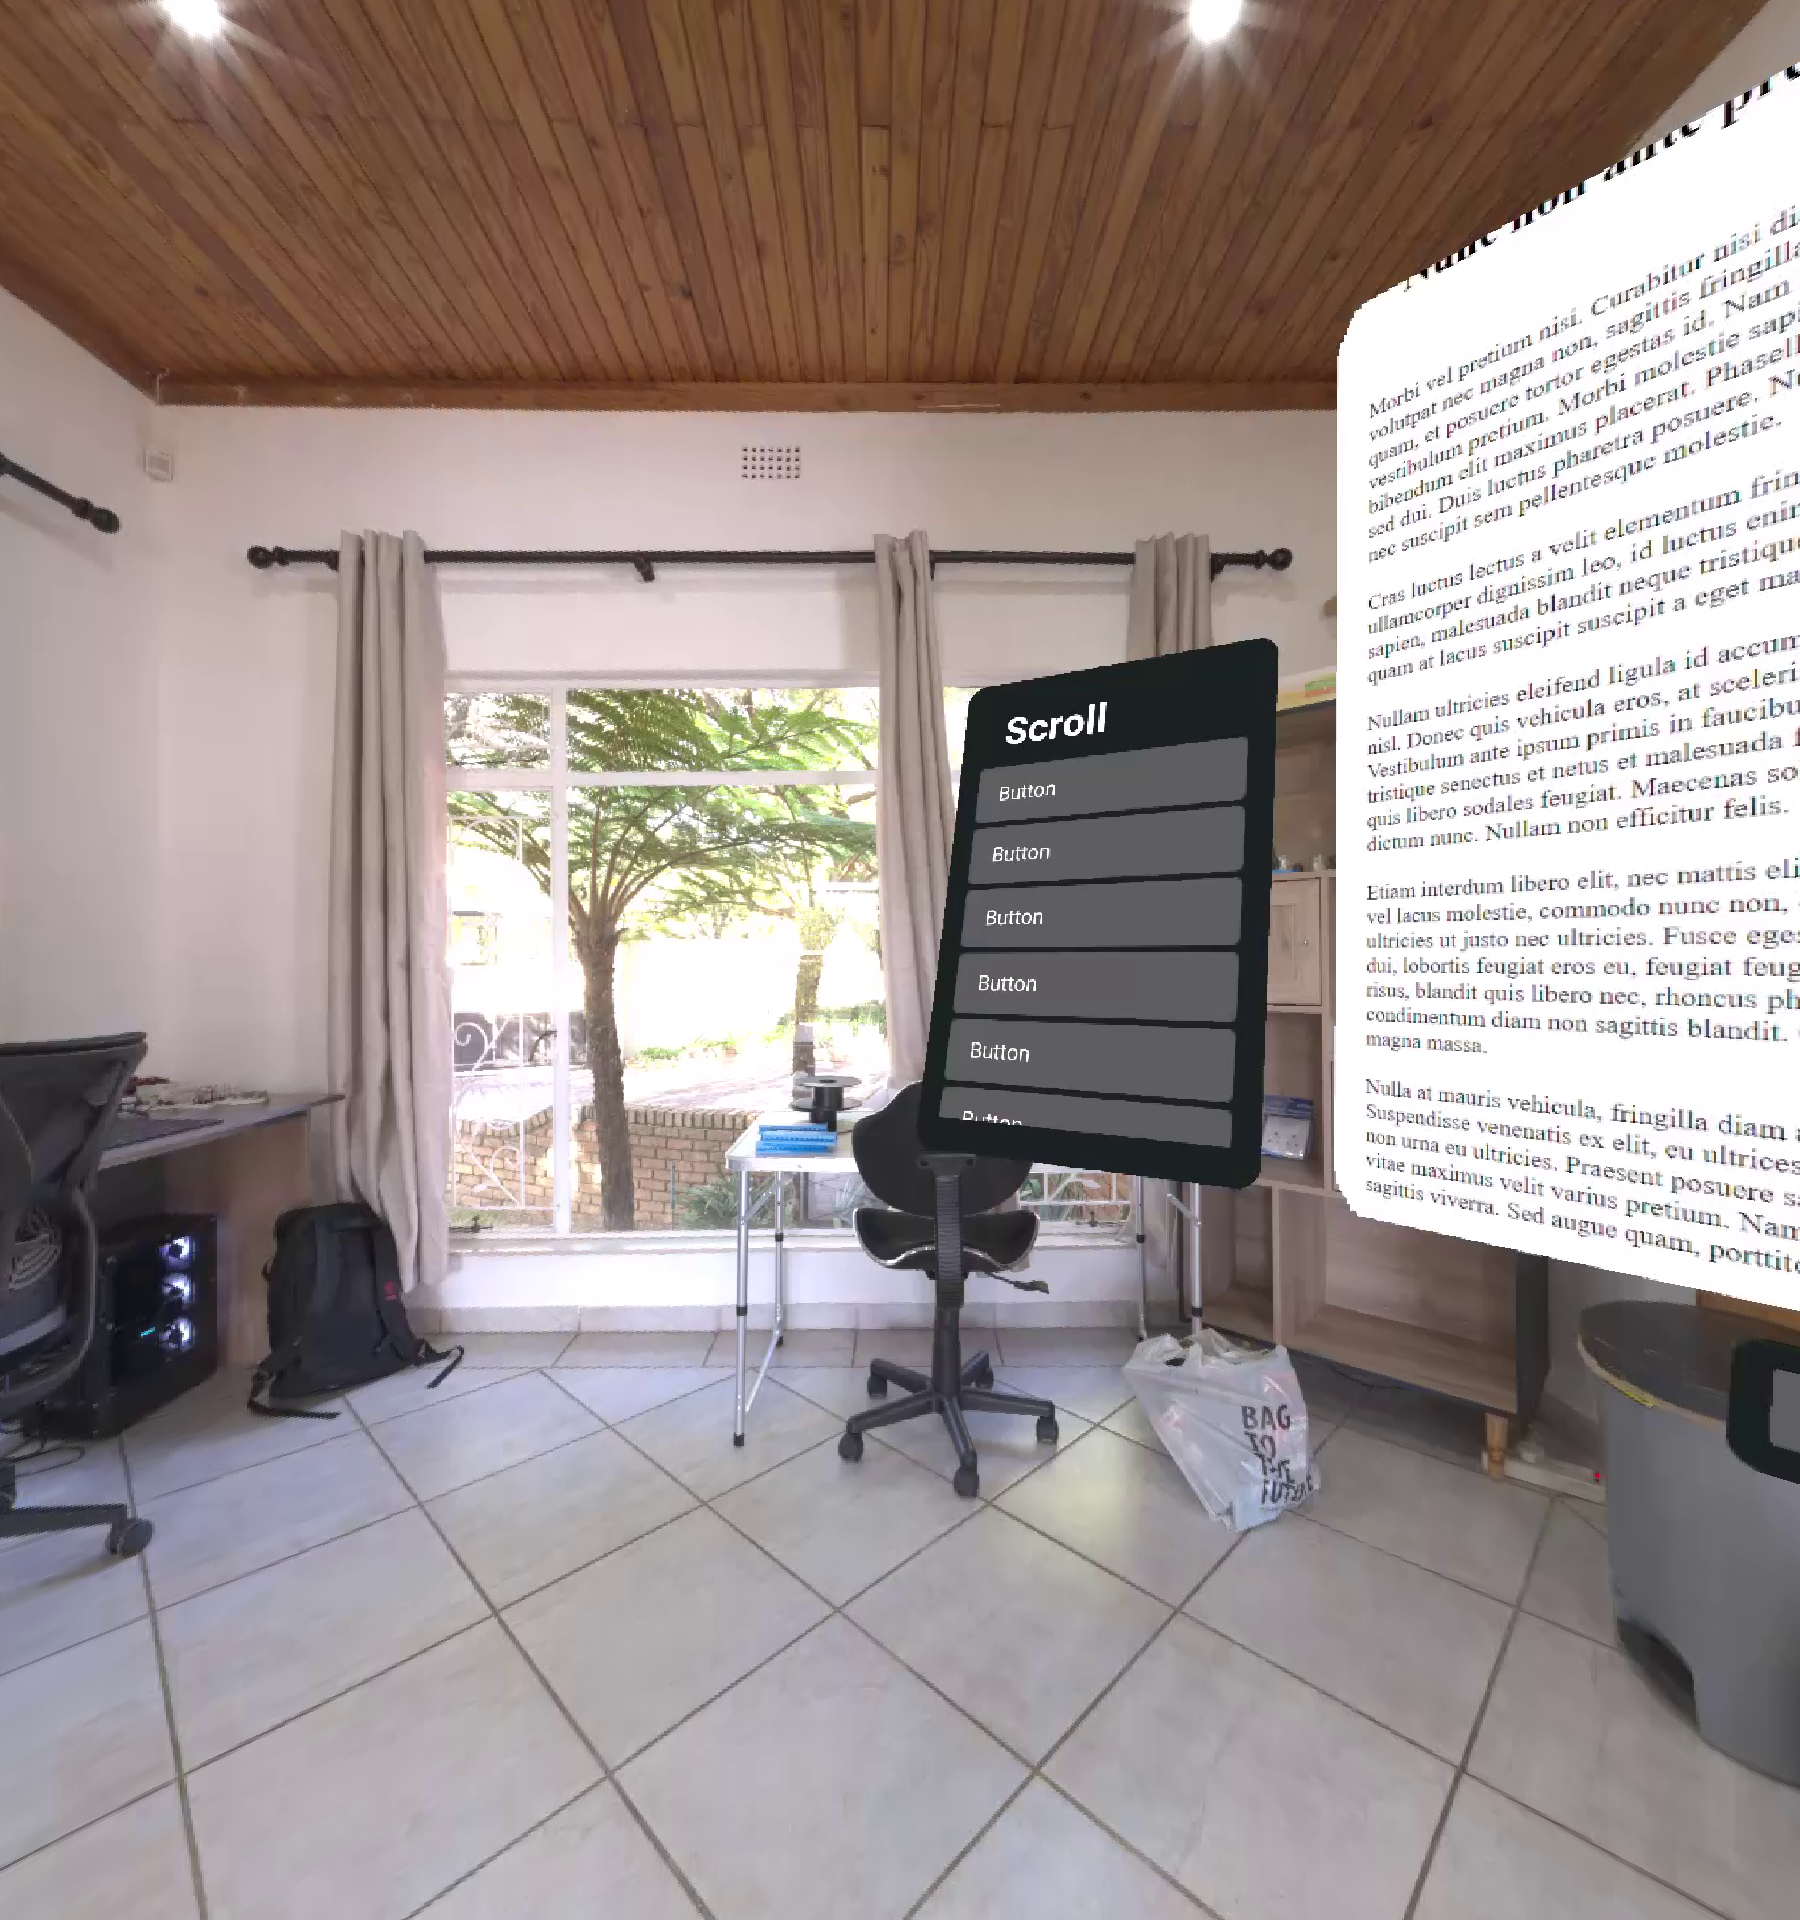 Scroll
Button
Button
Button
Button
Button
Button
Nunc non ante
Morbi vel pretium nisi. Curabitur nisi
volutpat nec magna non, sagittis fringilla
quam, et posuere tortor egestas id. Nam
vestibulum pretium. Morbi molestie
bibendum elit maximus placerat.
sed dui. Duis luctus pharetra posuere.
nec suscipit sem pellentesque molestie.
Cras luctus lectus a velit elementum
ullamcorper dignissim leo, id luctus
sapien, malesuada blandit neque
quam at lacus suscipit suscipit a eget
Nullam ultricies eleifend ligula id
nisl. Donec quis vehicula eros, at
Vestibulum ante ipsum primis in
tristique senectus et netus et malesuada
quis libero sodales feugiat. Maecenas
dictum nunc. Nullam non efficitur felis.
Etiam interdum libero elit, nec mattis
vel lacus molestie, commodo nunc non,
ultricies ut justo nec ultricies. Fusce
dui, lobortis feugiat eros eu, feugiat
risus, blandit quis libero nec, rhoncus
condimentum diam non sagittis blandit.
magna massa.
Nulla at mauris vehicula, fringilla diam
Suspendisse venenatis ex elit, eu
non urna eu ultricies. Praesent posuere
vitae maximus velit varius pretium. Nam
sagittis viverra. Sed augue quam,
BAG
TO
THE
FUTURE